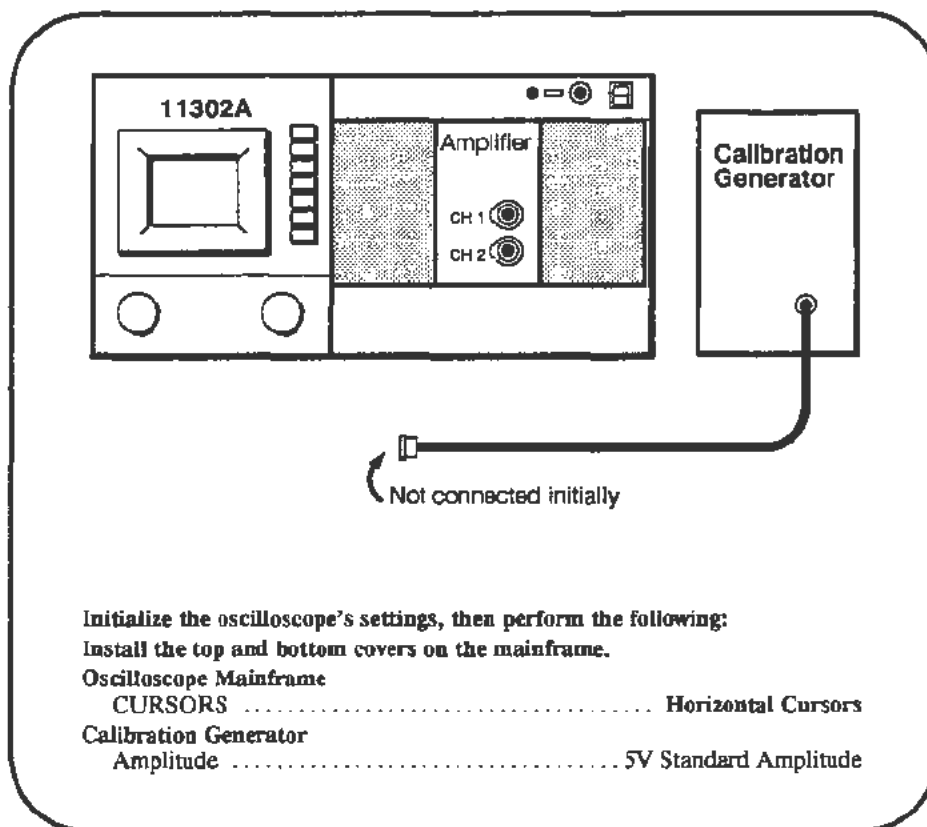 11302A
Amplifier
CH 1
CH 2
Calibration
Generator
Not connected initially
Initialize the oscilloscope's settings, then perform the following:
Install the top and bottom covers on the mainframe.
Oscilloscope Mainframe
CURSORS ........................................ Horizontal Cursors
Calibration Generator
Amplitude ..................................... 5V Standard Amplitude